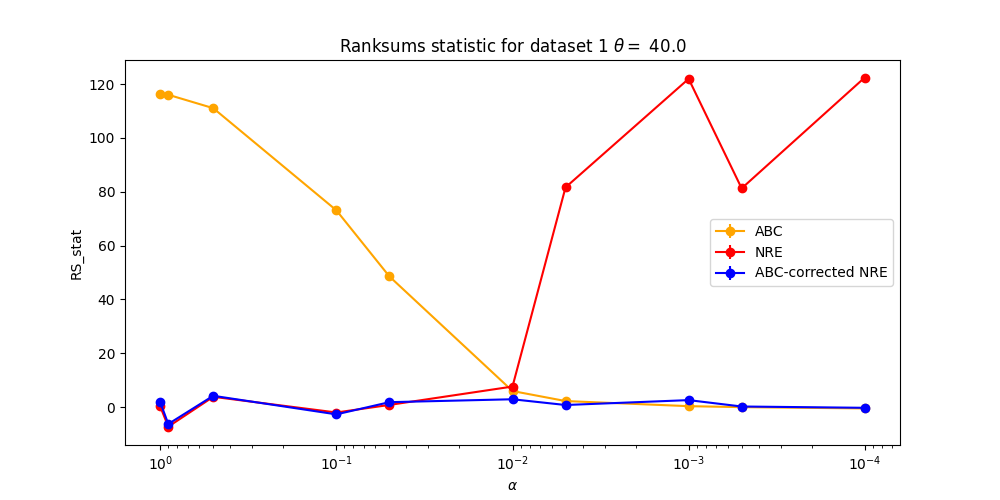 Ranksums statistic for dataset 1 θ = 40.0
RS_stat
120
100
80
60
40
20
0
ABC
NRE
ABC-corrected NRE
10⁰ 10⁻¹ 10⁻² 10⁻³ 10⁻⁴
α